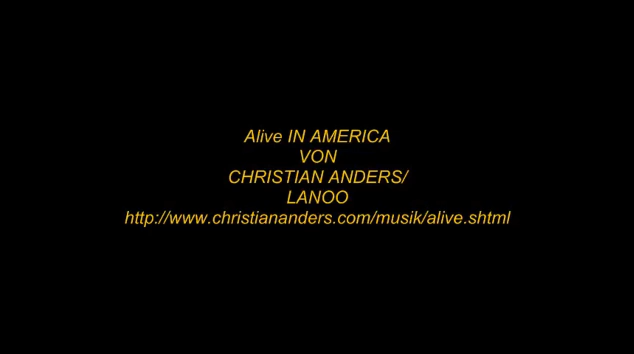 Alive IN AMERICA
VON
CHRISTIAN ANDERS/
LANOO
http://www.christiananders.com/musik/alive.shtml